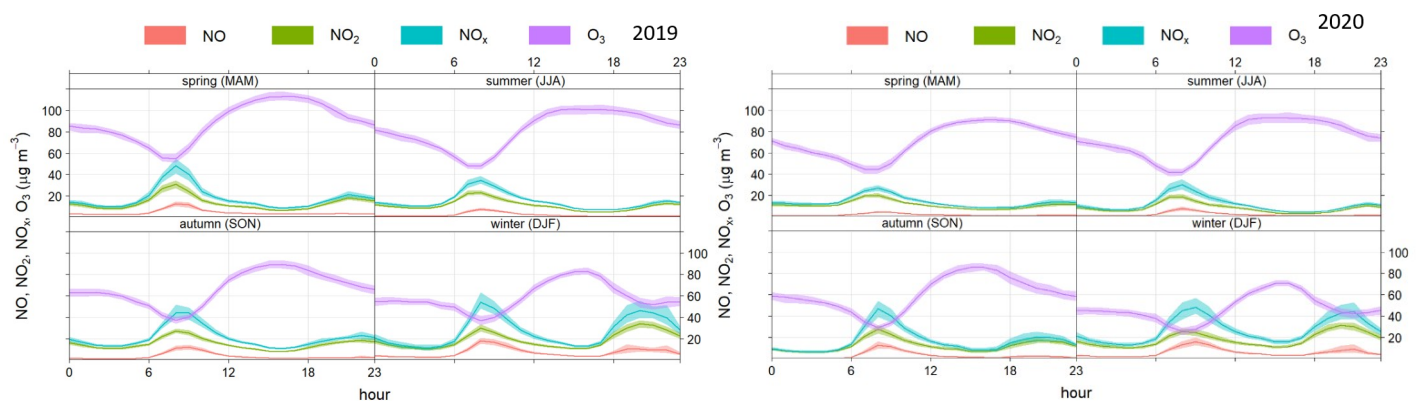 NO NO2 NOx O3 2019
0 6 12 18 23
spring (MAM) summer (JJA)
100
80
60
40
20
autumn (SON) winter (DJF)
100
80
60
40
20
0 6 12 18 23
hour
NO, NO2, NOx, O3 (µg m−3)
NO NO2 NOx O3 2020
0 6 12 18 23
spring (MAM) summer (JJA)
100
80
60
40
20
autumn (SON) winter (DJF)
100
80
60
40
20
0 6 12 18 23
hour
NO, NO2, NOx, O3 (µg m−3)